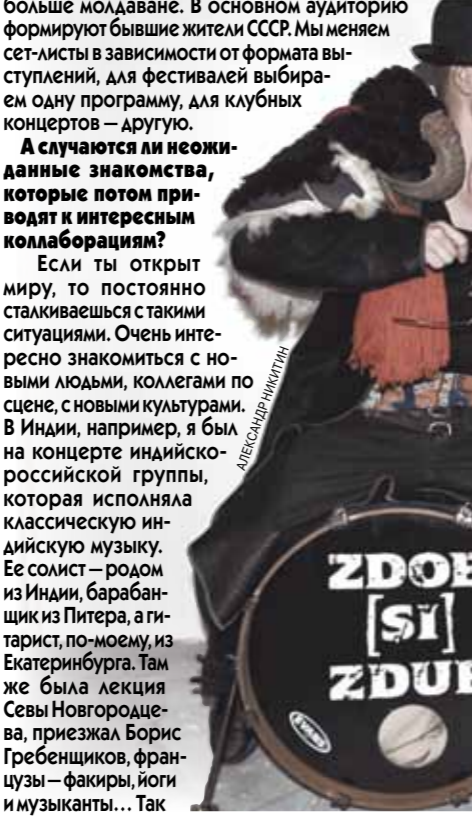 больше молдаване. В основном аудиторию
формируют бывшие жители СССР. Мы меняем
сет-листы в зависимости от формата вы-
ступлений, для фестивалей выбира-
ем одну программу, для клубных
концертов — другую.
А случаются ли неожи-
данные знакомства,
которые потом при-
водят к интересным
коллаборациям?
Если ты открыт
миру, то постоянно
сталкиваешься с такими
ситуациями. Очень инте-
ресно знакомиться с но-
выми людьми, коллегами по
сцене, с новыми культурами.
В Индии, например, я был
на концерте индийско-
российской группы,
которая исполняла
классическую ин-
дийскую музыку.
Ее солист — родом
из Индии, барабан-
щик из Питера, а ги-
тарист, по-моему, из
Екатеринбурга. Там
же была лекция
Севы Новгородце-
ва, приезжал Борис
Гребенщиков, фран-
цузы — факиры, йоги
и музыканты... Так
АЛЕКСАНДР НИКИТИН
ZDOB
[SI]
ZDUB
EVANS